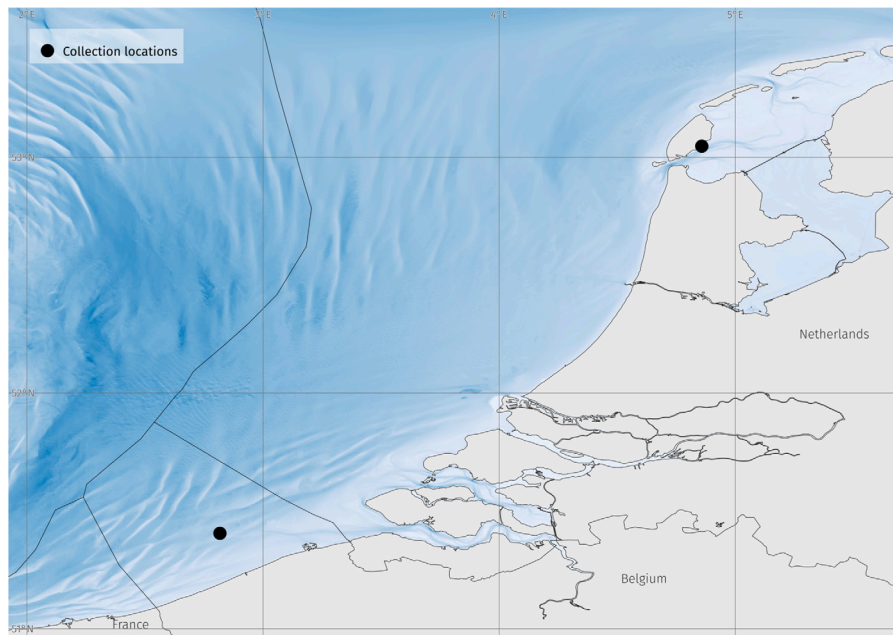 2°E 3°E 4°E 5°E
Collection locations
53°N
Netherlands
52°N
Belgium
France
51°N